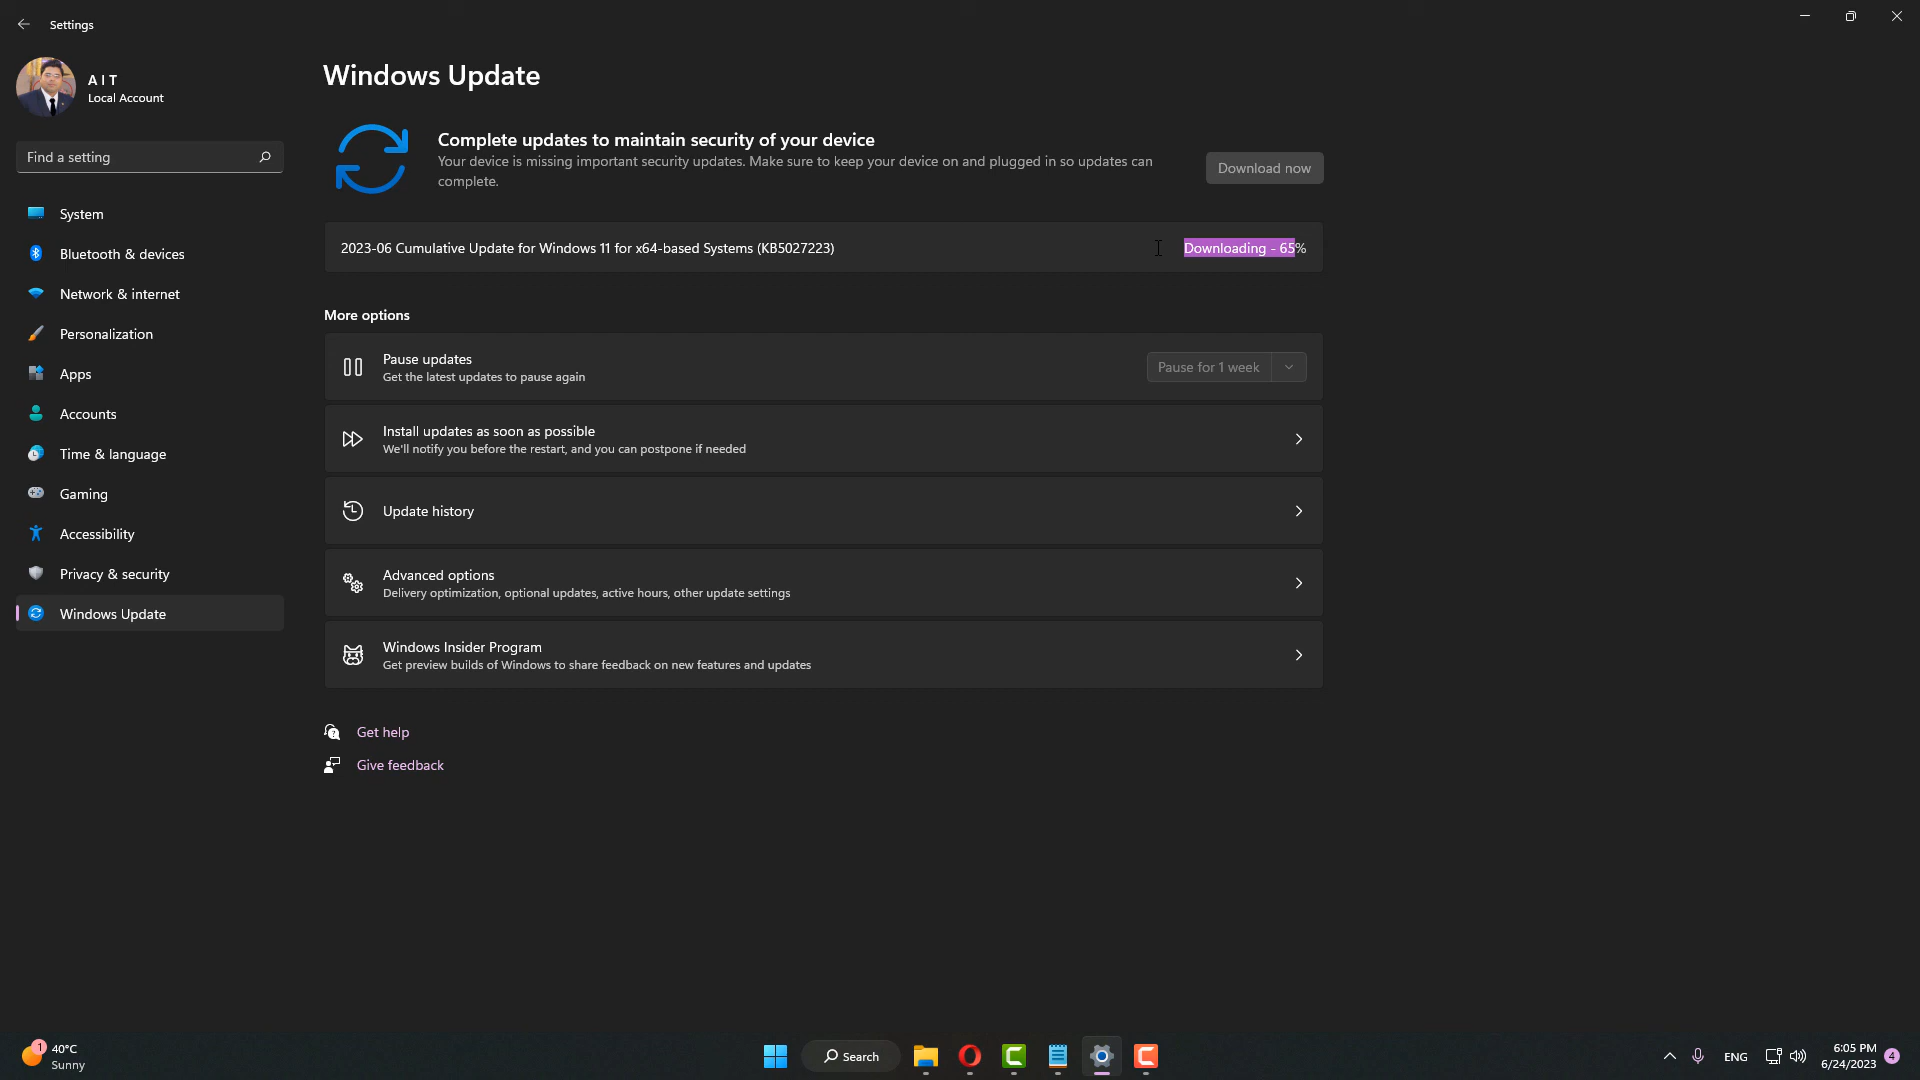 Settings
A I T
Local Account
Find a setting
System
Bluetooth & devices
Network & internet
Personalization
Apps
Accounts
Time & language
Gaming
Accessibility
Privacy & security
Windows Update
Windows Update
Complete updates to maintain security of your device
Your device is missing important security updates. Make sure to keep your device on and plugged in so updates can
complete.
Download now
2023-06 Cumulative Update for Windows 11 for x64-based Systems (KB5027223)
Downloading - 65%
More options
Pause updates
Get the latest updates to pause again
Pause for 1 week
Install updates as soon as possible
We'll notify you before the restart, and you can postpone if needed
Update history
Advanced options
Delivery optimization, optional updates, active hours, other update settings
Windows Insider Program
Get preview builds of Windows to share feedback on new features and updates
Get help
Give feedback
1
40°C
Sunny
Search
ENG
6:05 PM
6/24/2023
4